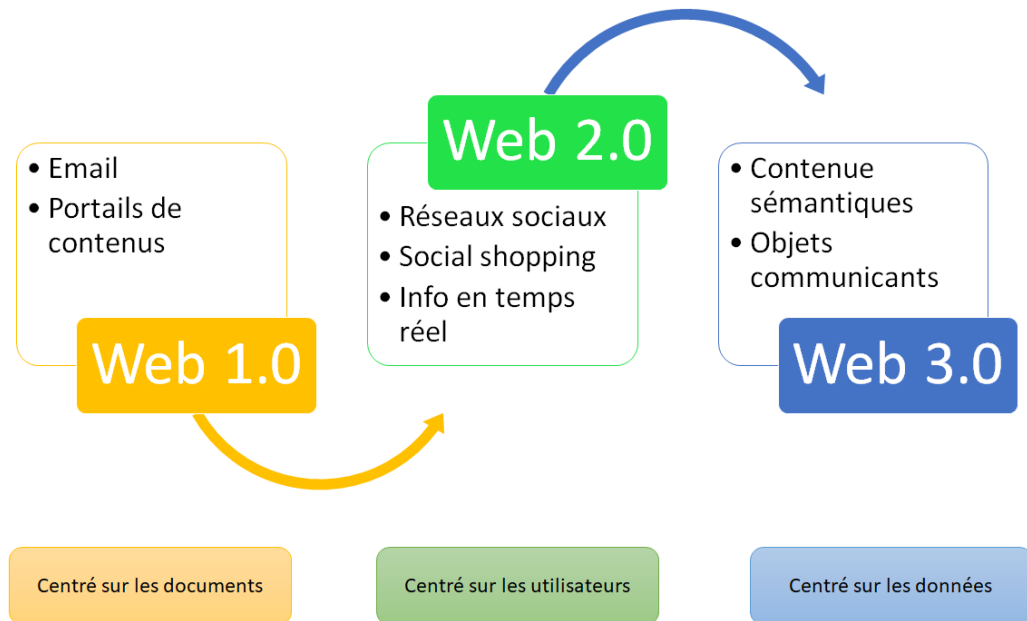 • Email
• Portails de
contenus
Web 1.0
Web 2.0
• Réseaux sociaux
• Social shopping
• Info en temps
réel
• Contenue
sémantiques
• Objets
communicants
Web 3.0
Centré sur les documents
Centré sur les utilisateurs
Centré sur les données